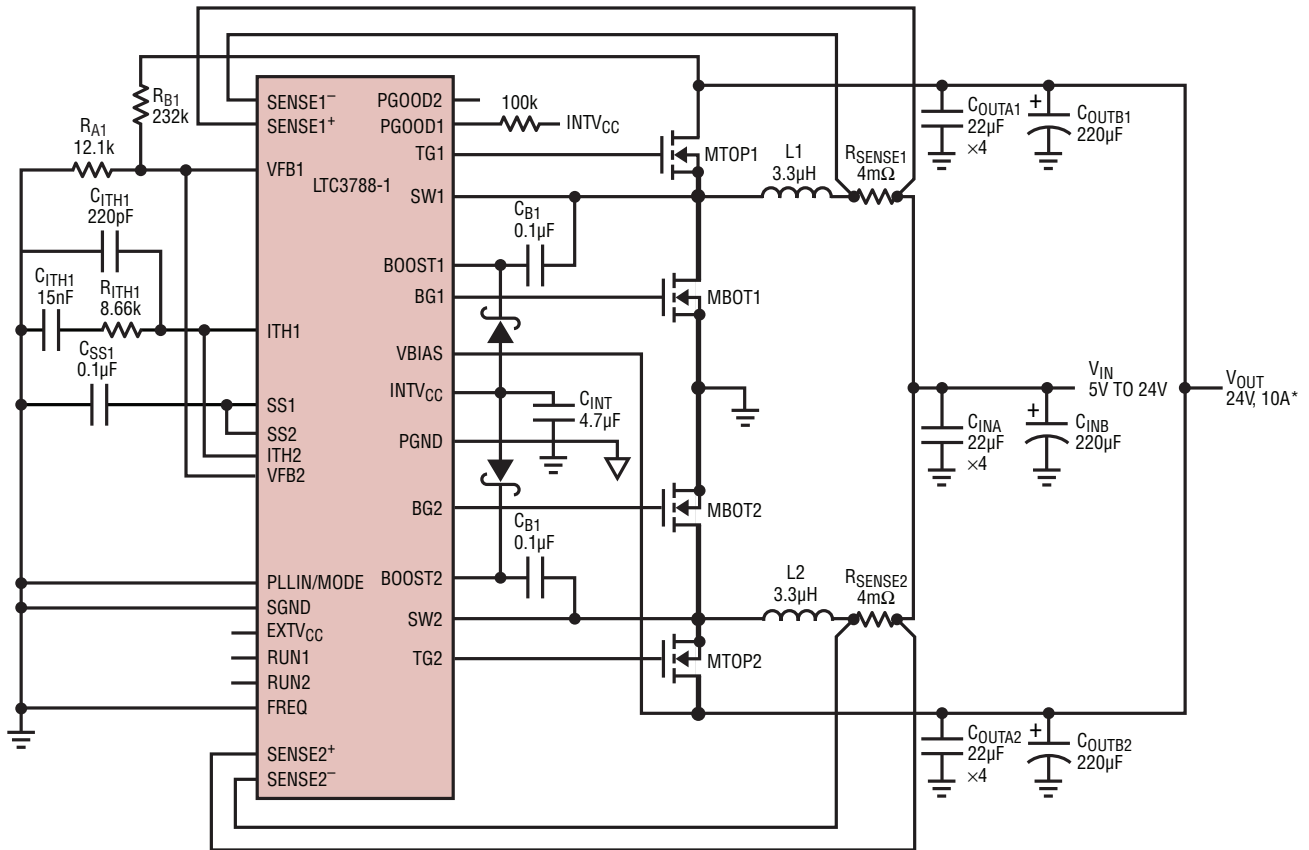 SENSE1–
SENSE1+
VFB1
ITH1
SS1
SS2
ITH2
VFB2
PLLIN/MODE
SGND
EXTVCC
RUN1
RUN2
FREQ
SENSE2+
SENSE2–
LTC3788-1
PGOOD2
PGOOD1
TG1
SW1
BOOST1
BG1
VBIAS
INTVCC
PGND
BG2
BOOST2
SW2
TG2
RB1
232k
RA1
12.1k
CITH1
220pF
CITH1
15nF
RITH1
8.66k
CSS1
0.1µF
100k
INTVCC
CB1
0.1µF
CINT
4.7µF
CB1
0.1µF
MTOP1
MBOT1
MBOT2
MTOP2
L1
3.3µH
RSENSE1
4mΩ
L2
3.3µH
RSENSE2
4mΩ
COUTA1
22µF
×4
+
COUTB1
220µF
VIN
5V TO 24V
VOUT
24V, 10A*
CINA
22µF
×4
+
CINB
220µF
COUTA2
22µF
×4
+
COUTB2
220µF